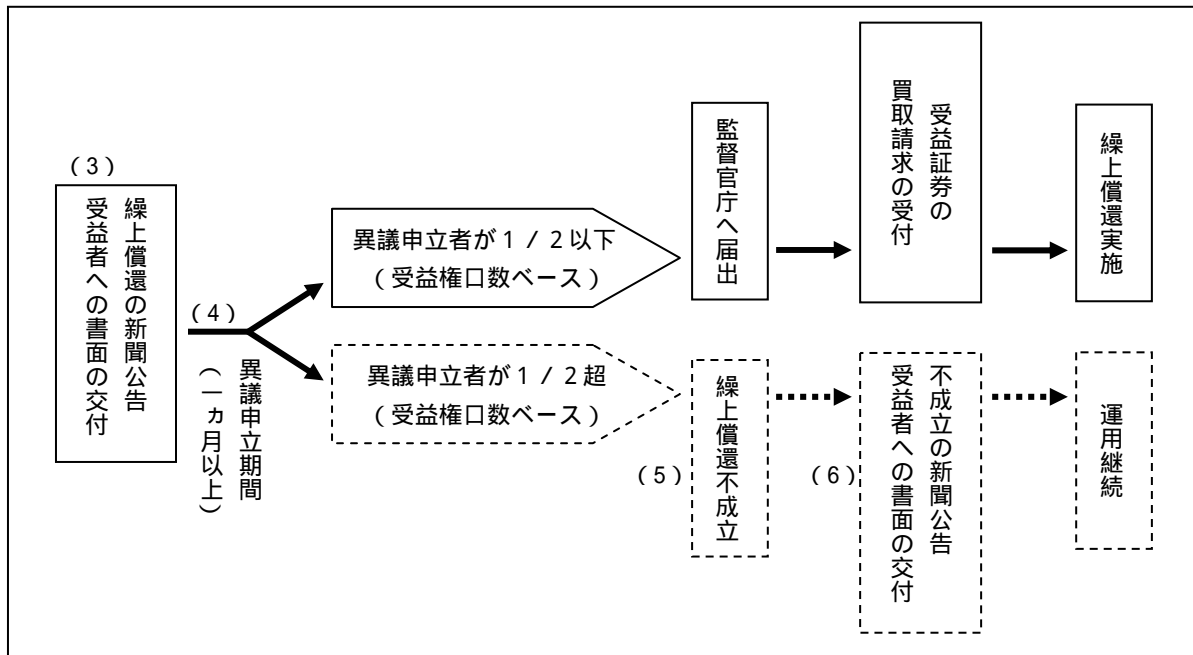 (3)
繰上償還の新聞公告
受益者への書面の交付
(4)
異議申立期間
(一ヵ月以上)
異議申立者が1/2以下
(受益権口数ベース)
監督官庁へ届出
受益証券の
買取請求の受付
繰上償還実施
異議申立者が1/2超
(受益権口数ベース)
(5)
繰上償還不成立
(6)
不成立の新聞公告
受益者への書面の交付
運用継続